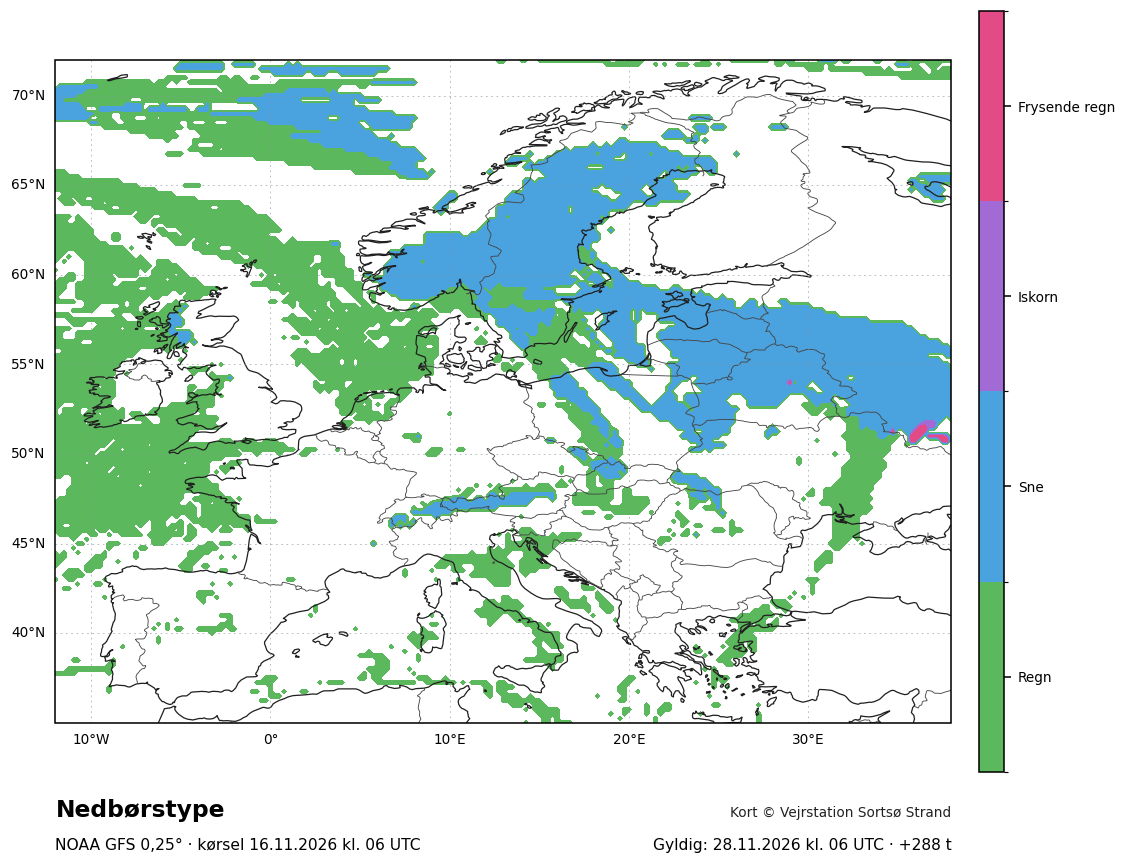 70°N
65°N
60°N
55°N
50°N
45°N
40°N
10°W
0°
10°E
20°E
30°E
Frysende regn
Iskorn
Sne
Regn
Nedbørstype
Kort © Vejrstation Sortsø Strand
NOAA GFS 0,25° · kørsel 16.11.2026 kl. 06 UTC
Gyldig: 28.11.2026 kl. 06 UTC · +288 t